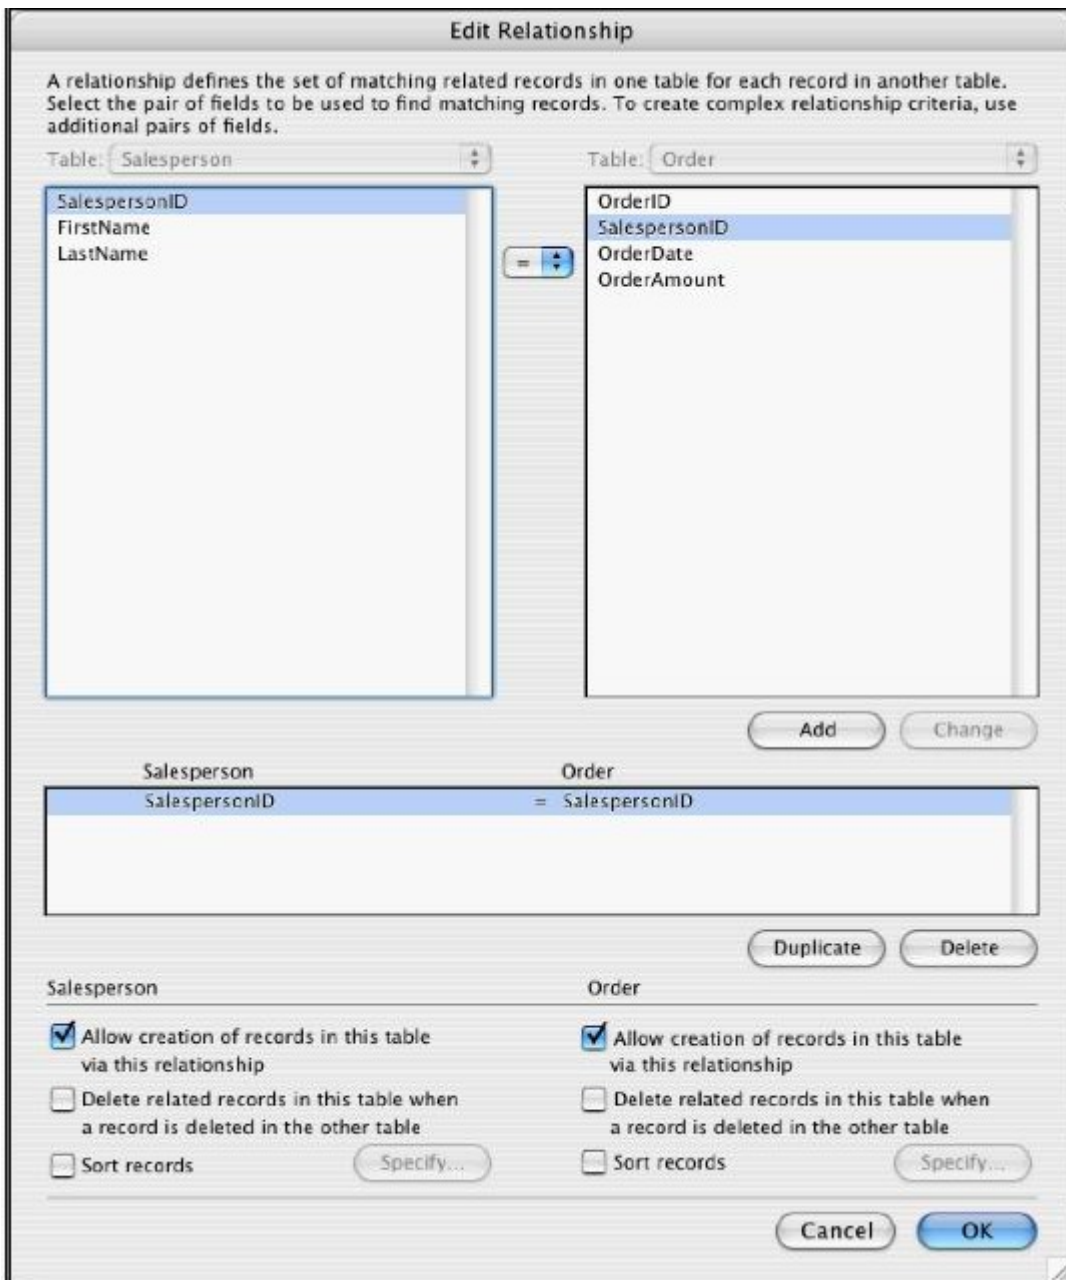 Edit Relationship
A relationship defines the set of matching related records in one table for each record in another table.
Select the pair of fields to be used to find matching records. To create complex relationship criteria, use
additional pairs of fields.
Table: Salesperson
Table: Order
SalespersonID
FirstName
LastName
=
OrderID
SalespersonID
OrderDate
OrderAmount
Add
Change
Salesperson
Order
SalespersonID = SalespersonID
Duplicate
Delete
Salesperson
Allow creation of records in this table
via this relationship
Delete related records in this table when
a record is deleted in the other table
Sort records
Specify...
Order
Allow creation of records in this table
via this relationship
Delete related records in this table when
a record is deleted in the other table
Sort records
Specify...
Cancel
OK